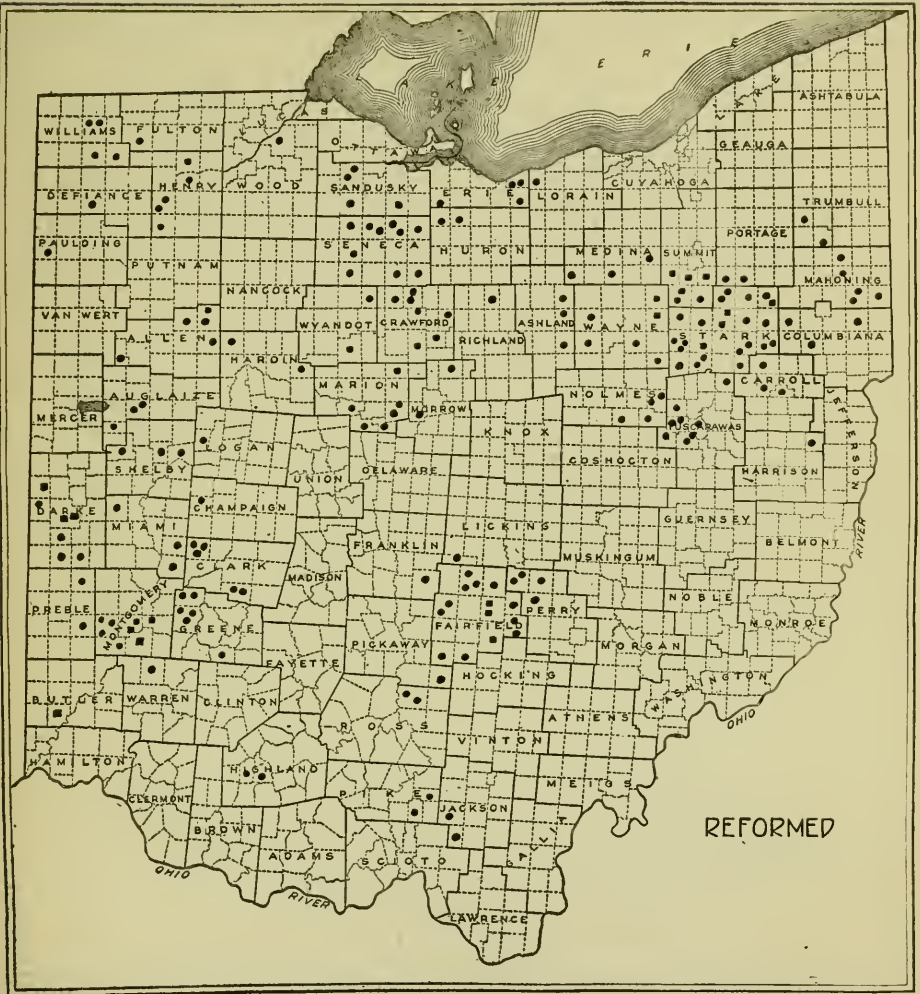 ERIE
LAKE
LAKE
ASHTABULA
LUCAS
WILLIAMS
FULTON
OTTAWA
GEAUGA
CUYAHOGA
DEFIANCE
HENRY
WOOD
SANDUSKY
ERIE
LORAIN
TRUMBULL
PORTAGE
PAULDING
SENECA
HURON
MEDINA
SUMMIT
PUTNAM
MAHONING
HANCOCK
VAN WERT
WYANDOT
CRAWFORD
ASHLAND
WAYNE
STARK
COLUMBIANA
ALLEN
RICHLAND
HARDIN
MARION
CARROLL
AUGLAIZE
HOLMES
JEFFERSON
MERCER
MORROW
KNOX
TUSCARAWAS
LOGAN
COSHOCTON
SHELBY
DELAWARE
HARRISON
UNION
CHAMPAIGN
DARKE
MIAMI
LICKING
GUERNSEY
BELMONT
RIVER
FRANKLIN
MUSKINGUM
CLARK
MADISON
NOBLE
PREBLE
MONTGOMERY
PERRY
MONROE
GREENE
FAIRFIELD
PICKAWAY
MORGAN
FAYETTE
HOCKING
WASHINGTON
BUTLER
WARREN
CLINTON
ATHENS
OHIO
ROSS
VINTON
HAMILTON
HIGHLAND
MEIGS
CLERMONT
PIKE
JACKSON
REFORMED
BROWN
GALLIA
ADAMS
SCIOTO
OHIO
RIVER
LAWRENCE